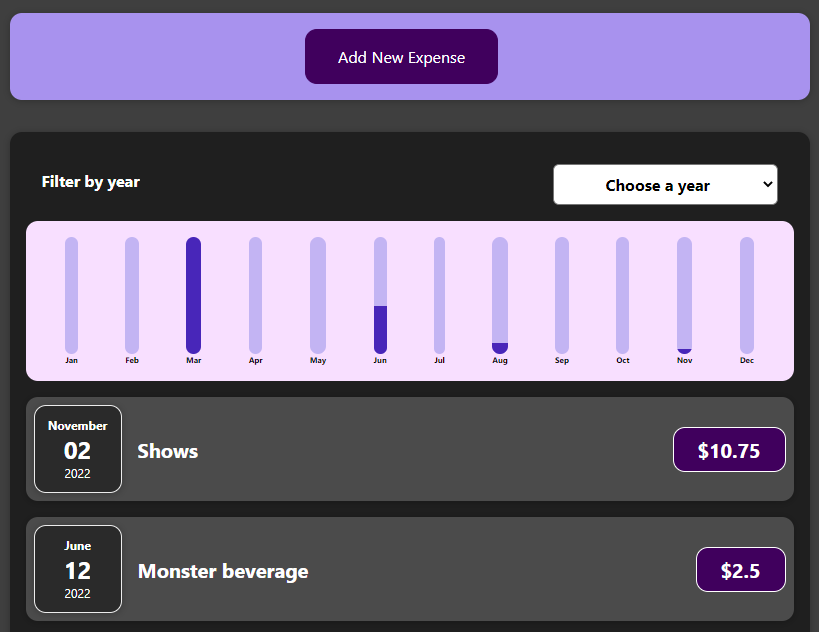 Add New Expense
Filter by year
Choose a year
Jan Feb Mar Apr May Jun Jul Aug Sep Oct Nov Dec
November
02
2022
Shows
$10.75
June
12
2022
Monster beverage
$2.5